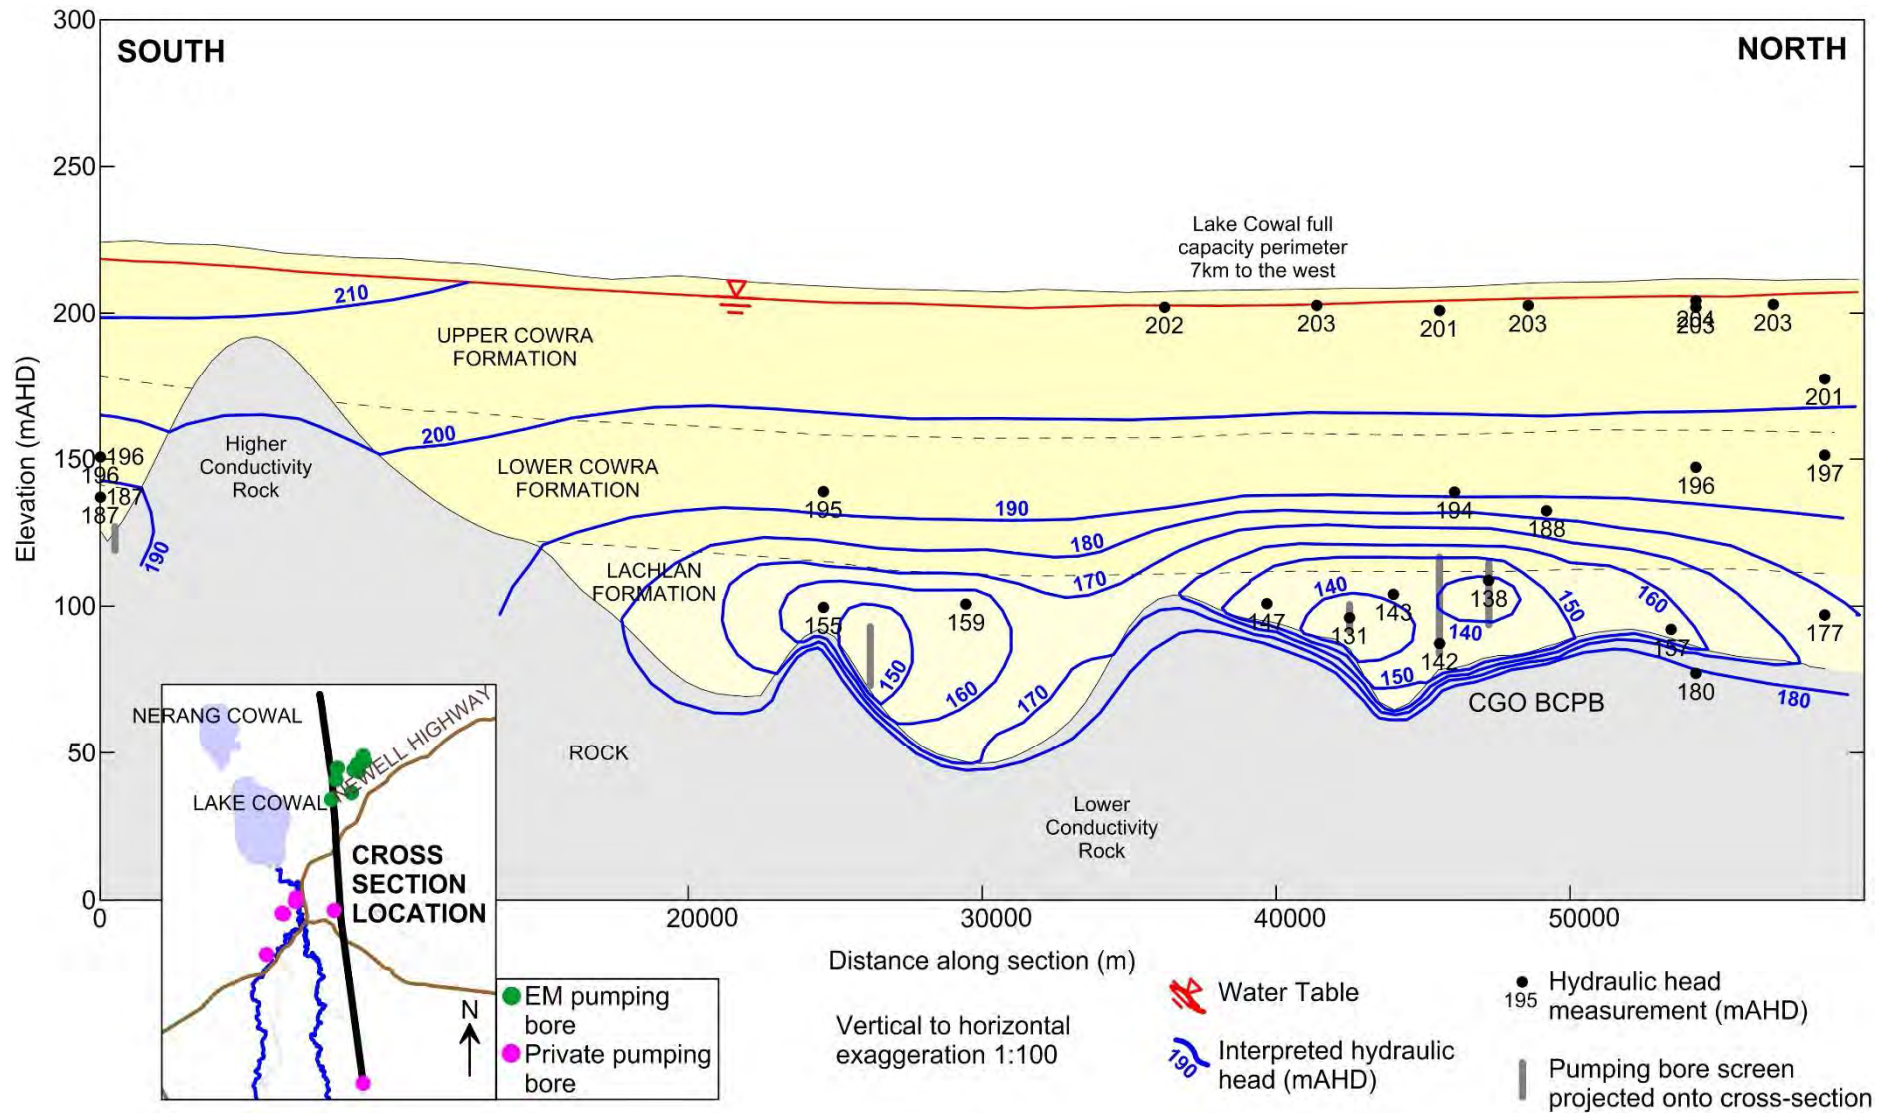 300
SOUTH
NORTH
250
Lake Cowal full
capacity perimeter
7km to the west
210
200
202
203
201
203
204
203
203
UPPER COWRA
FORMATION
201
200
Higher
Conductivity
Rock
150
196
196
187
187
190
LOWER COWRA
FORMATION
195
190
194
188
196
197
180
170
LACHLAN
FORMATION
100
155
159
150
160
170
147
140
131
143
142
138
140
150
150
160
157
177
180
180
CGO BCPB
50
ROCK
Lower
Conductivity
Rock
Elevation (mAHD)
0
0
20000
30000
40000
50000
Distance along section (m)
Vertical to horizontal
exaggeration 1:100
NERANG COWAL
NEWELL HIGHWAY
LAKE COWAL
CROSS
SECTION
LOCATION
N
EM pumping
bore
Private pumping
bore
Water Table
190
Interpreted hydraulic
head (mAHD)
195
Hydraulic head
measurement (mAHD)
Pumping bore screen
projected onto cross-section